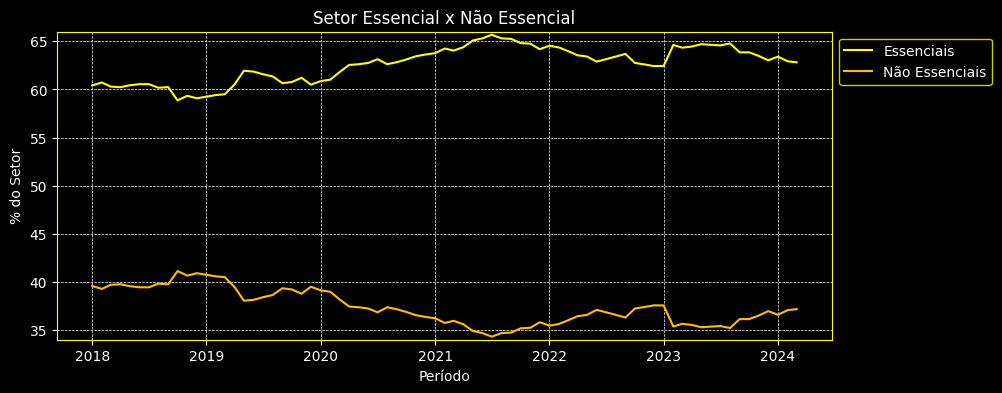 Setor Essencial x Não Essencial
Essenciais
Não Essenciais
% do Setor
65
60
55
50
45
40
35
2018 2019 2020 2021 2022 2023 2024
Período